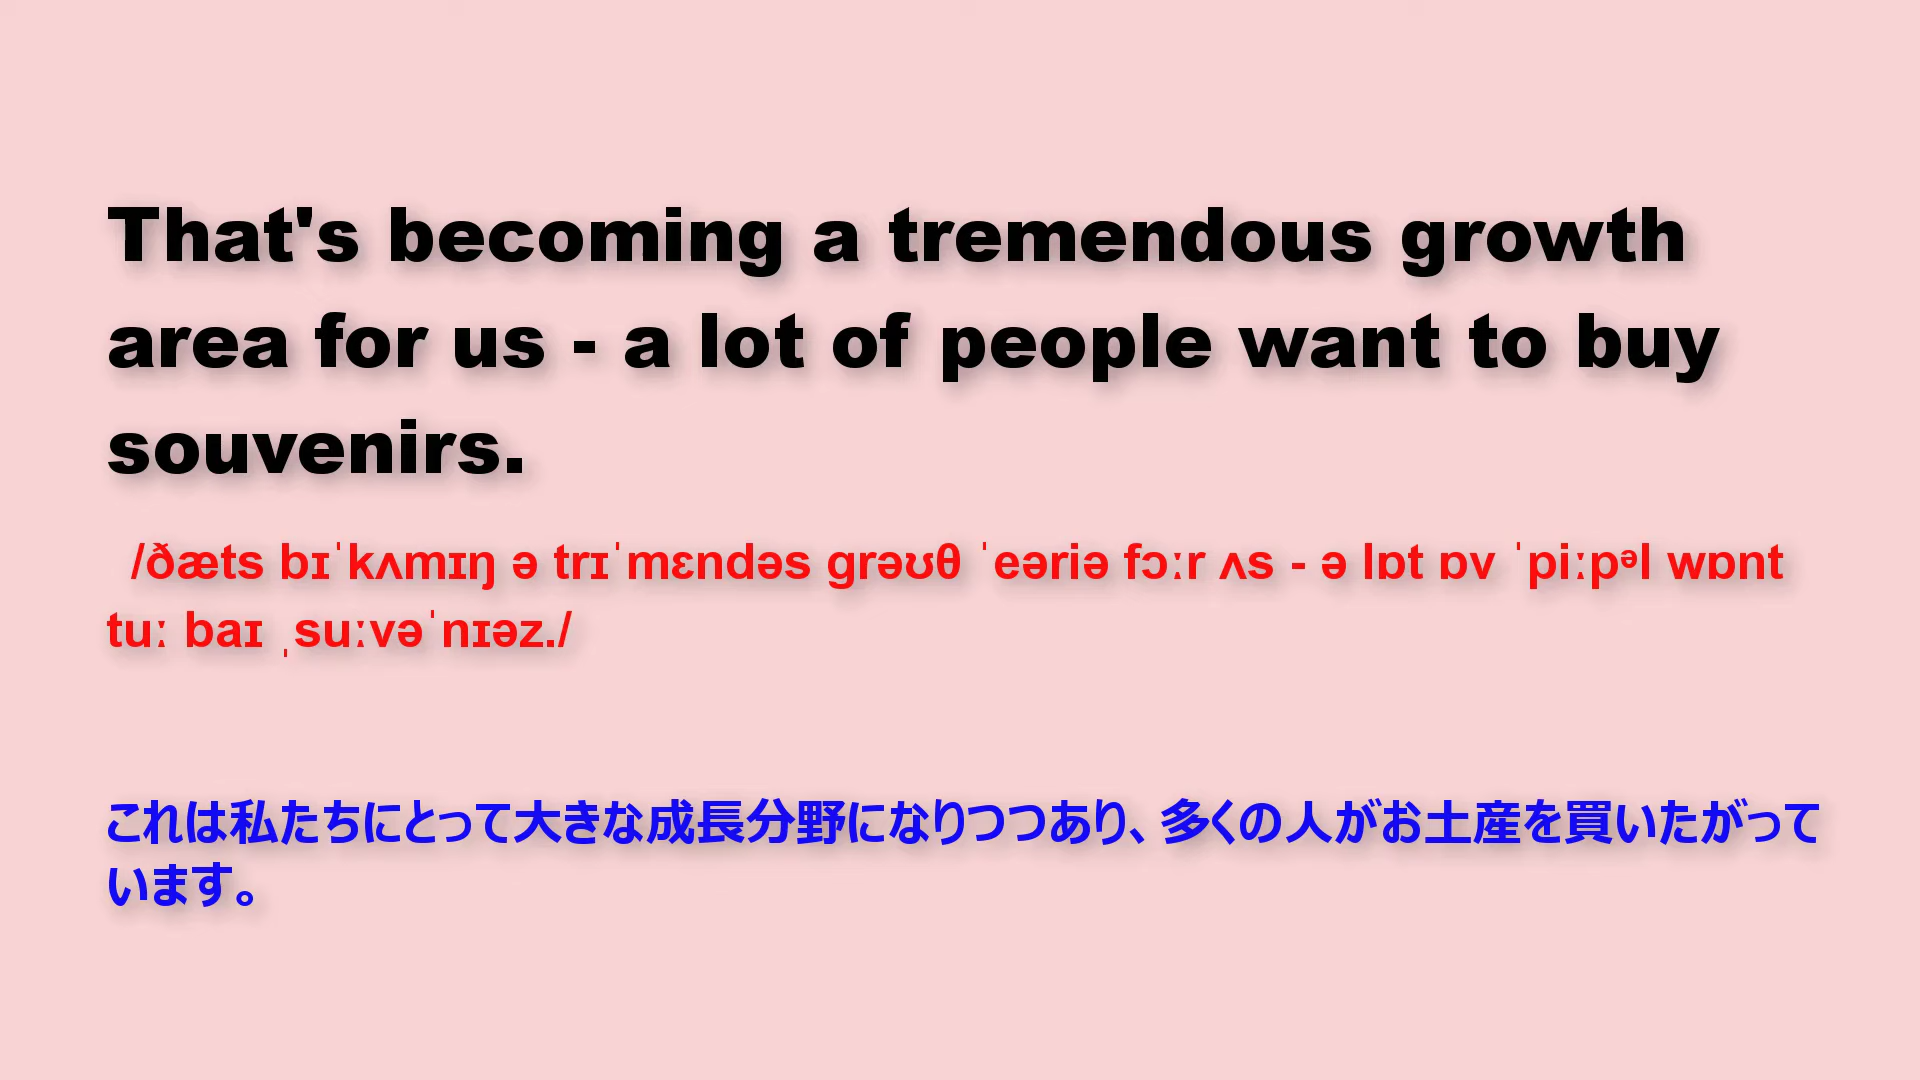 That's becoming a tremendous growth
area for us - a lot of people want to buy
souvenirs.
/ðæts bɪˈkʌmɪŋ ə trɪˈmɛndəs grəʊθ ˈeəriə fɔːr ʌs - ə lɒt ɒv ˈpiːpᵊl wɒnt
tuː baɪ ˌsuːvəˈnɪəz./
これは私たちにとって大きな成長分野になりつつあり、多くの人がお土産を買いたがって
います。